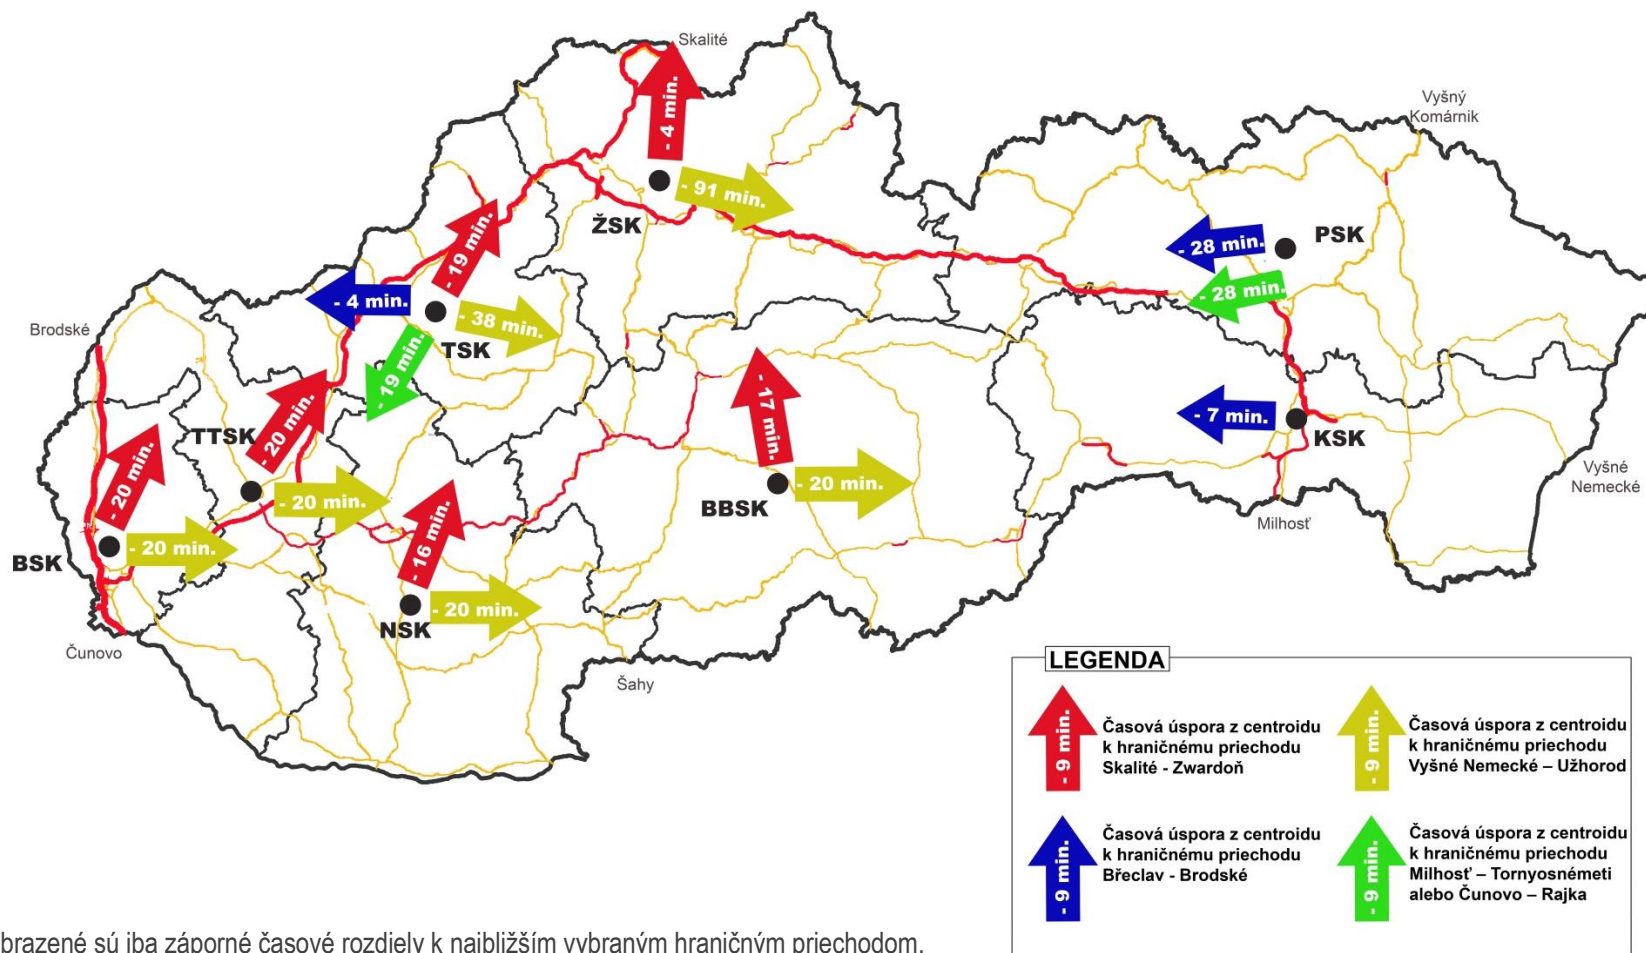 Skalité
Vyšný
Komárnik
- 4 min.
- 91 min.
ŽSK
- 19 min.
- 28 min.
PSK
- 28 min.
- 4 min.
- 38 min.
TSK
- 19 min.
Brodské
- 17 min.
- 7 min.
KSK
TTSK
- 20 min.
- 20 min.
- 20 min.
BBSK
- 20 min.
Vyšné
Nemecké
Milhosť
BSK
- 20 min.
- 16 min.
- 20 min.
NSK
Čunovo
Šahy
LEGENDA
- 9 min.
Časová úspora z centroidu
k hraničnému priechodu
Skalité - Zwardoň
- 9 min.
Časová úspora z centroidu
k hraničnému priechodu
Vyšné Nemecké – Užhorod
- 9 min.
Časová úspora z centroidu
k hraničnému priechodu
Břeclav - Brodské
- 9 min.
Časová úspora z centroidu
k hraničnému priechodu
Milhosť – Tornyosnémeti
alebo Čunovo – Rajka
brazené sú iba záporné časové rozdiely k najbližším vybraným hraničným priechodom.